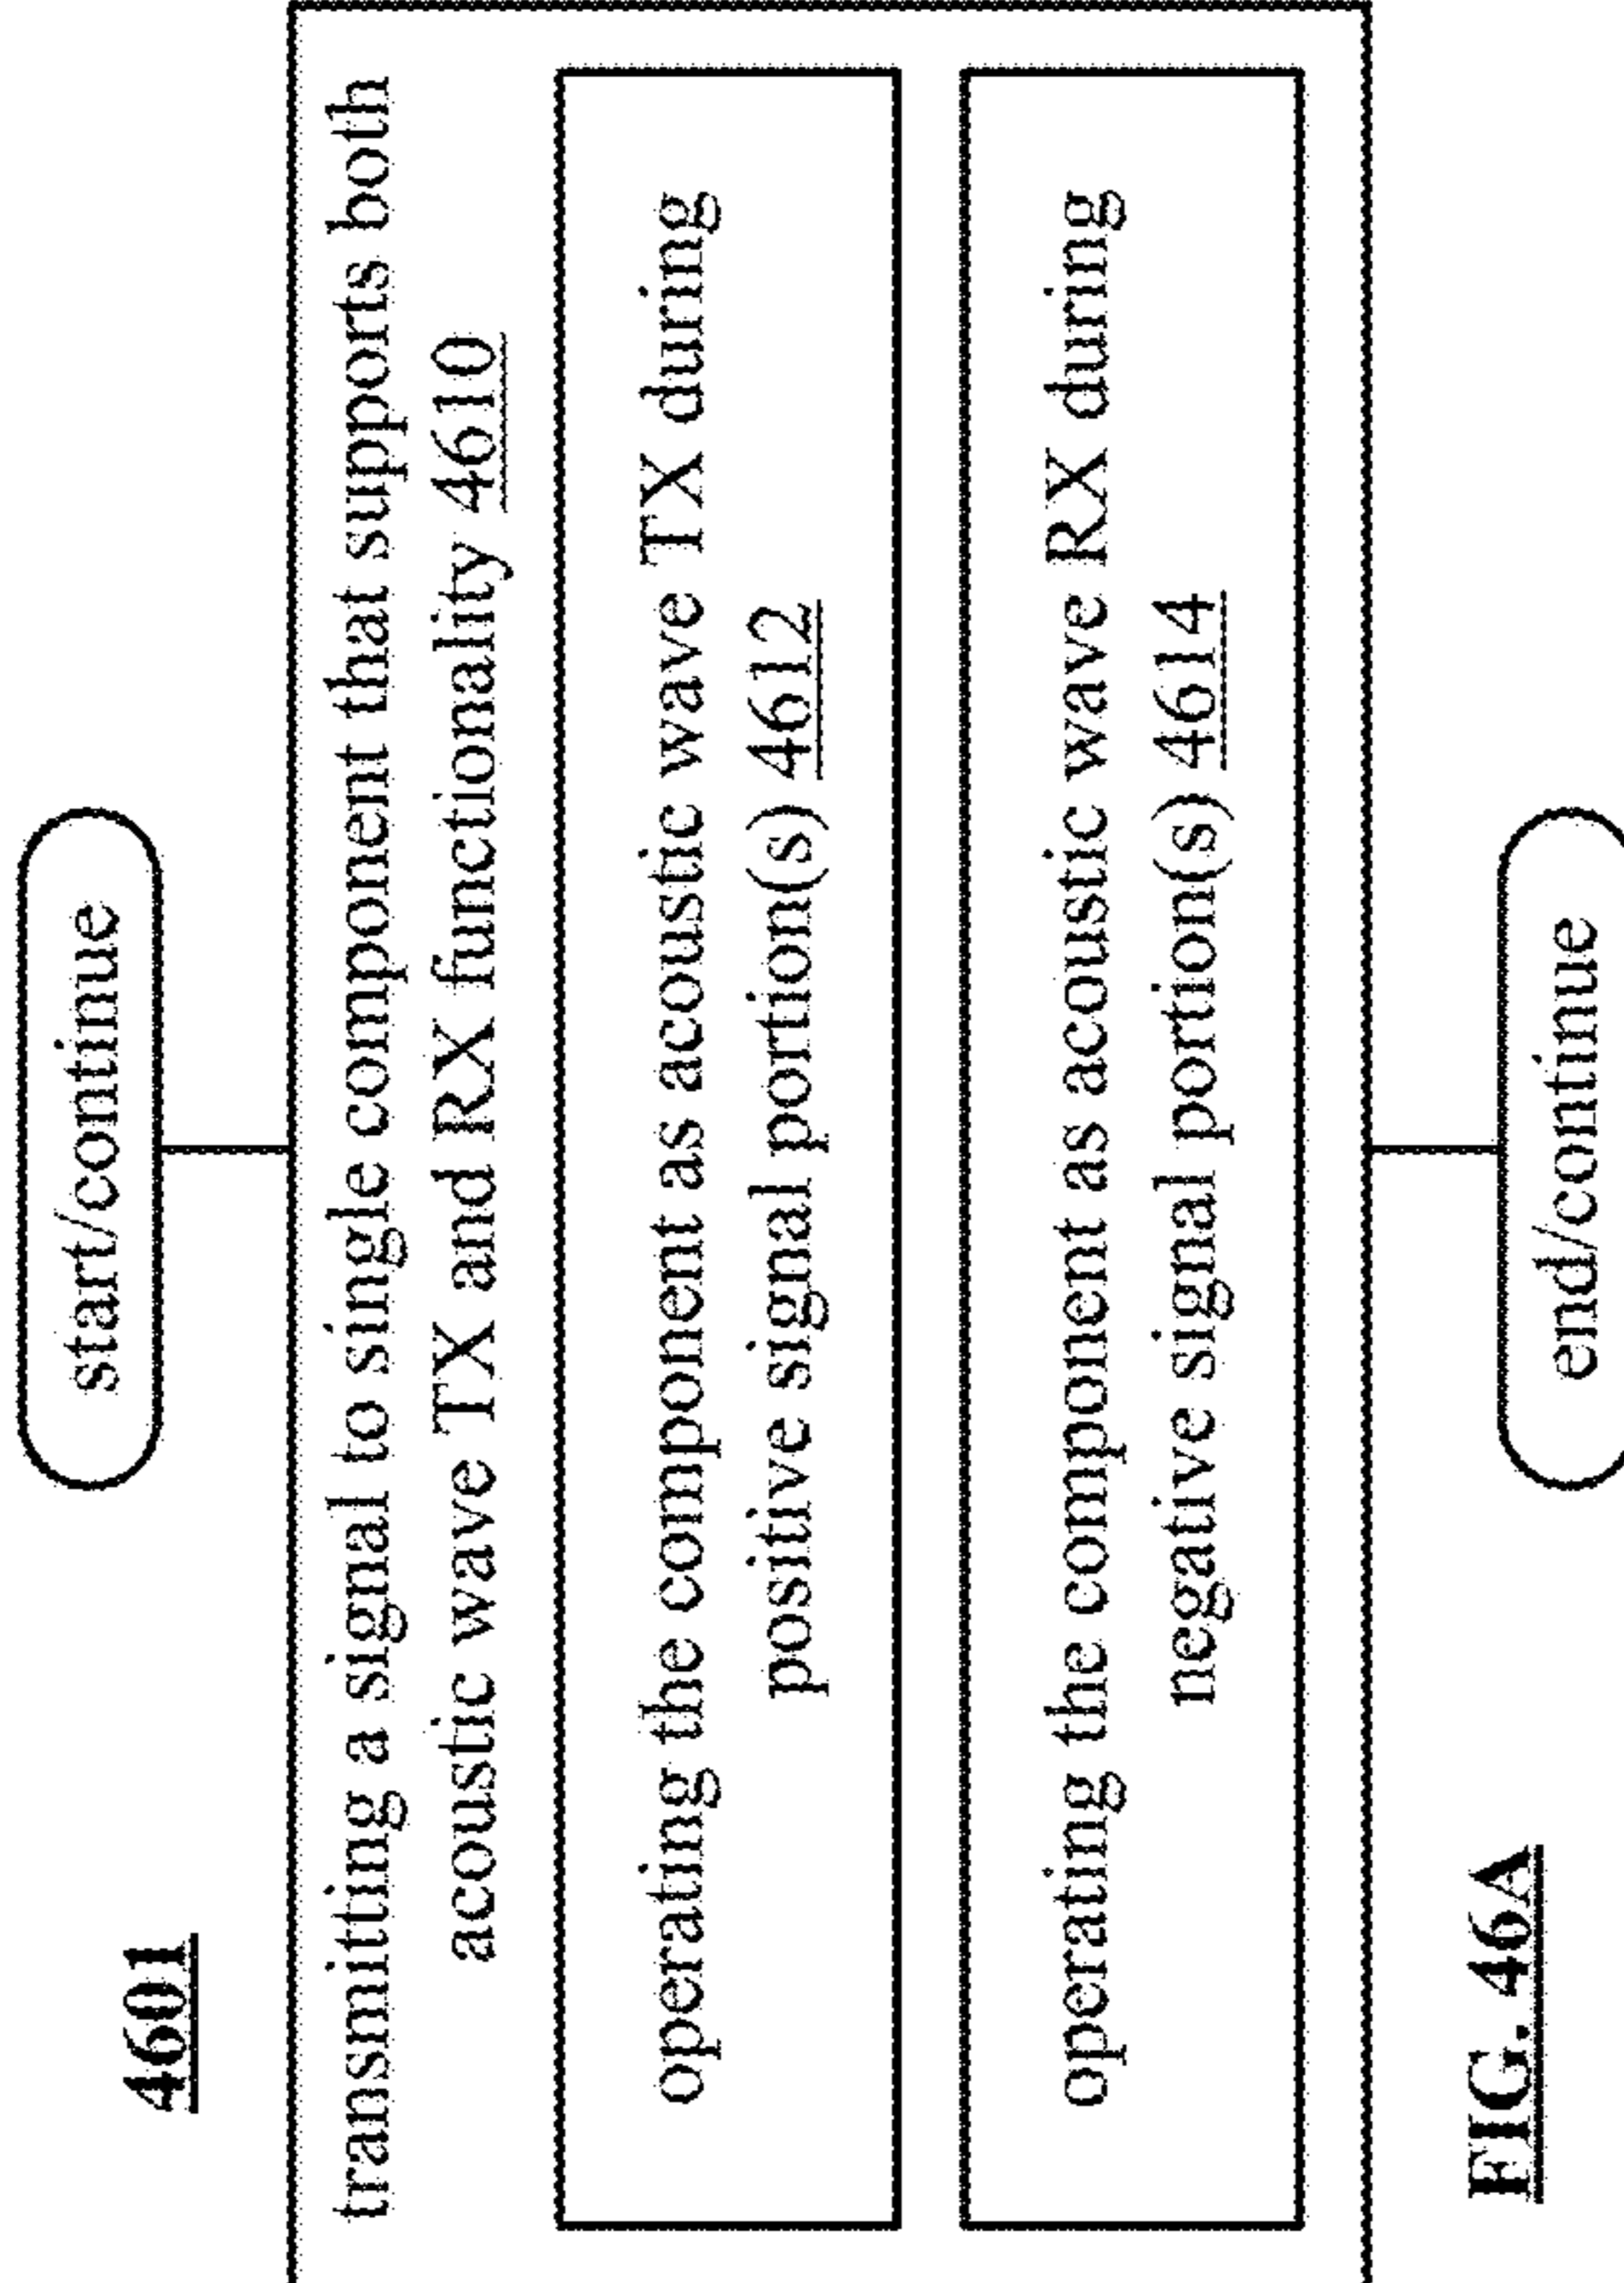 4601
start/continue
transmitting a signal to single component that supports both
acoustic wave TX and RX functionality 4610
operating the component as acoustic wave TX during
positive signal portion(s) 4612
operating the component as acoustic wave RX during
negative signal portion(s) 4614
end/continue
FIG. 46A